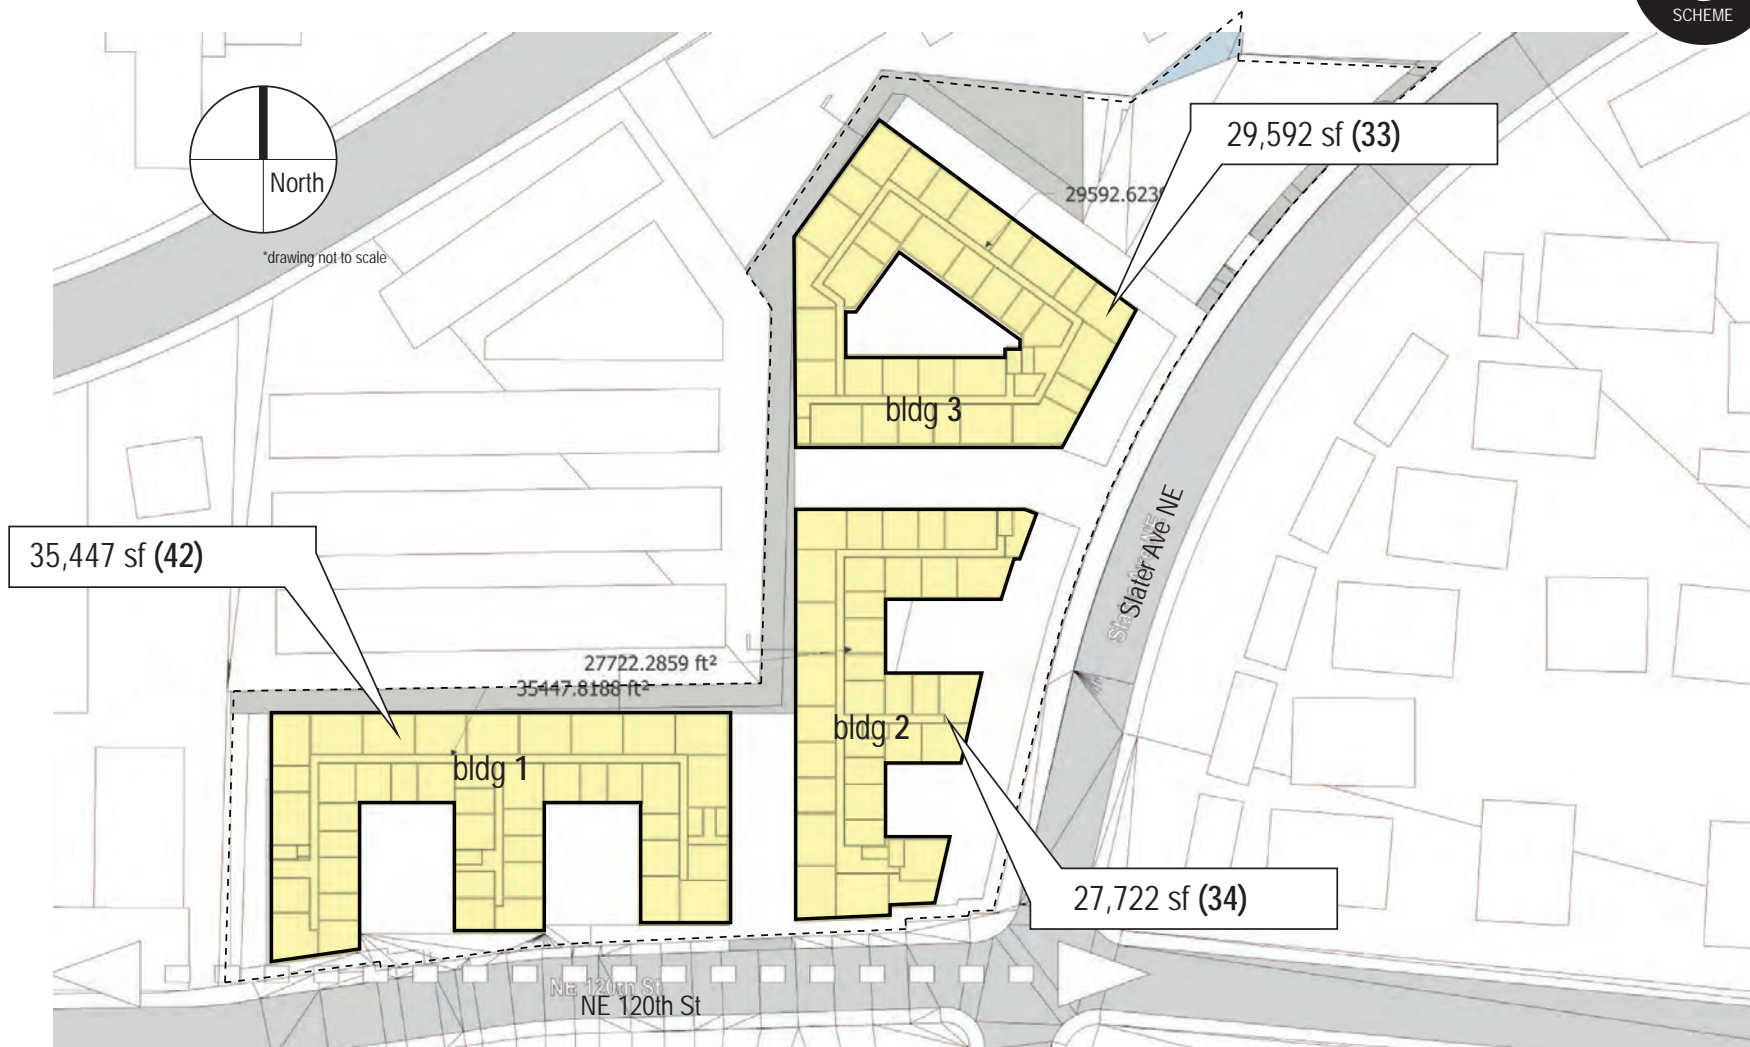 SCHEME
29,592 sf (33)
North
29592.623
*drawing not to scale
bldg 3
Slater Ave NE
35,447 sf (42)
27722.2859 ft²
35447.8188 ft²
bldg 2
bldg 1
27,722 sf (34)
NE 120th St
NE 120th St